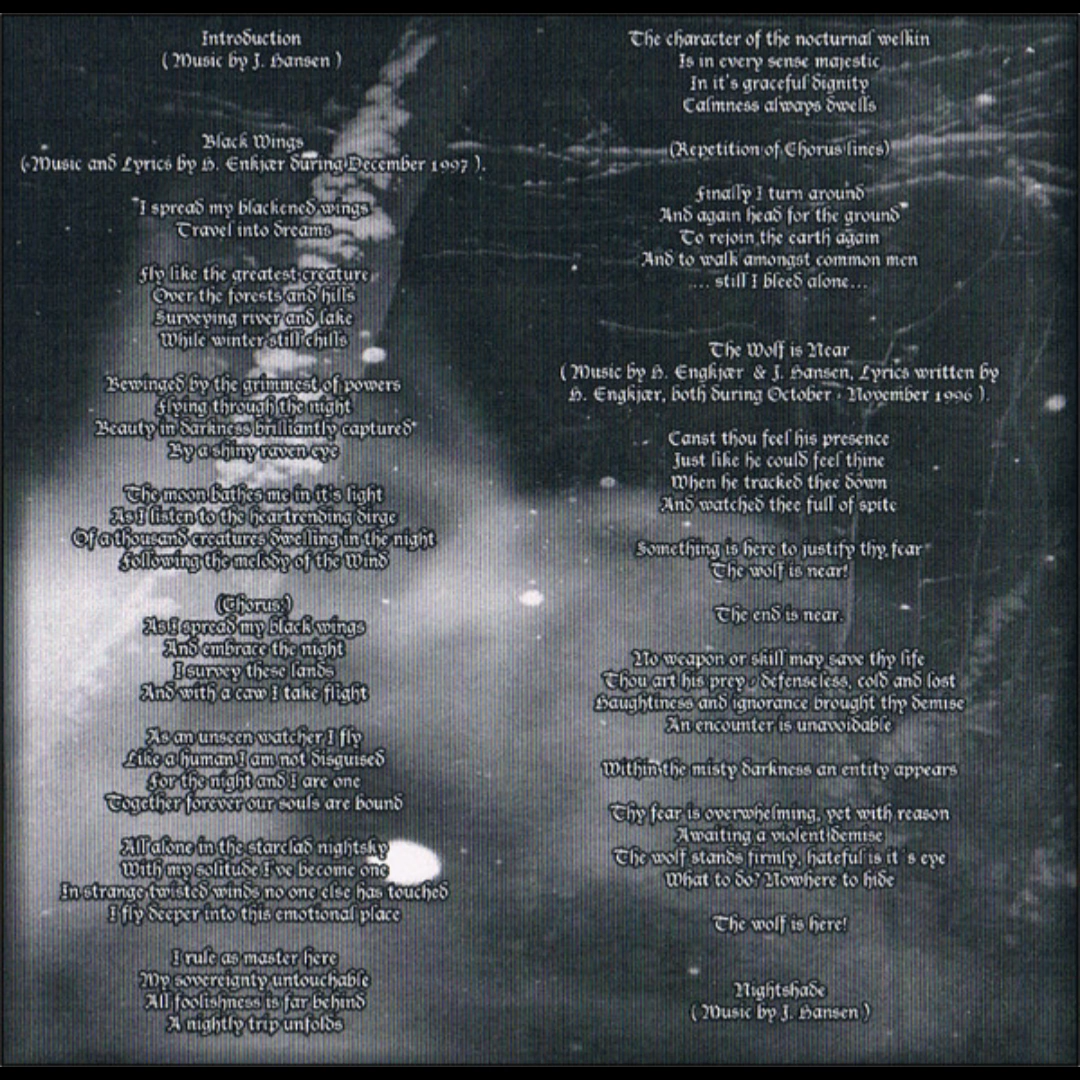 Introduction
( Music by J. Hansen )
Black Wings
( Music and Lyrics by H. Enkjær during December 1997 ).
I spread my blackened wings
Travel into dreams
Fly like the greatest creature
Over the forests and hills
Surveying river and lake
While winter still chills
Bewinged by the grimmest of powers
Flying through the night
Beauty in darkness brilliantly captured
By a shiny raven eye
The moon bathes me in it's light
As I listen to the heartrending dirge
Of a thousand creatures dwelling in the night
Following the melody of the Wind
(Chorus:)
As I spread my black wings
And embrace the night
I survey these lands
And with a caw I take flight
As an unseen watcher I fly
Like a human I am not disguised
For the night and I are one
Together forever our souls are bound
All alone in the starclad nightsky
With my solitude I've become one
In strange twisted winds no one else has touched
I fly deeper into this emotional place
I rule as master here
My sovereignty untouchable
All foolishness is far behind
A nightly trip unfolds
The character of the nocturnal welkin
Is in every sense majestic
In it's graceful dignity
Calmness always dwells
(Repetition of Chorus lines)
Finally I turn around
And again head for the ground
To rejoin the earth again
And to walk amongst common men
... still I bleed alone...
The Wolf is Near
( Music by H. Engkjær & J. Hansen, Lyrics written by
H. Engkjær, both during October - November 1996 ).
Canst thou feel his presence
Just like he could feel thine
When he tracked thee down
And watched thee full of spite
Something is here to justify thy fear
The wolf is near!
The end is near.
No weapon or skill may save thy life
Thou art his prey - defenseless, cold and lost
Haughtiness and ignorance brought thy demise
An encounter is unavoidable
Within the misty darkness an entity appears
Thy fear is overwhelming, yet with reason
Awaiting a violent demise
The wolf stands firmly, hateful is it's eye
What to do? Nowhere to hide
The wolf is here!
Nightshade
( Music by J. Hansen )